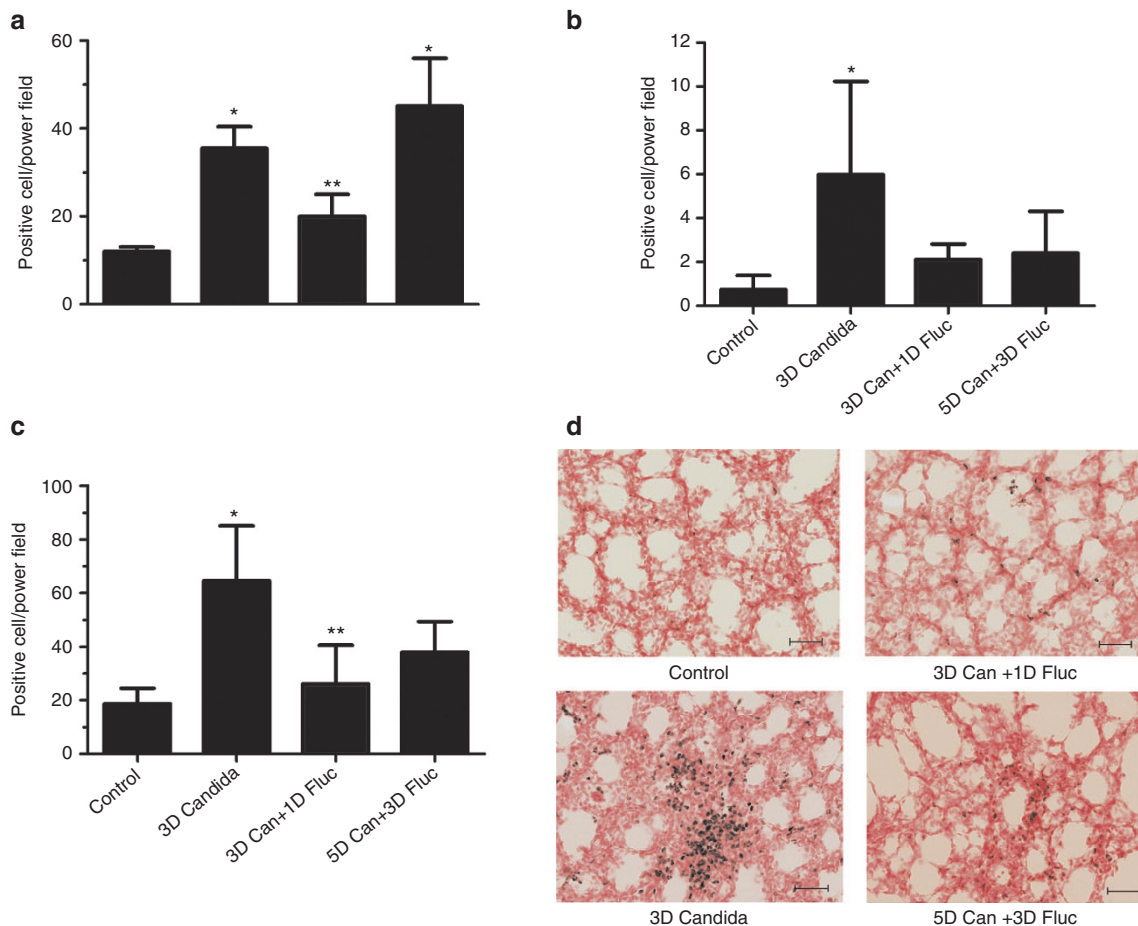 a
Positive cell/power field
60
40
20
0
*
**
*
b
Positive cell/power field
12
10
8
6
4
2
0
*
Control
3D Candida
3D Can+1D Fluc
5D Can+3D Fluc
c
Positive cell/power field
100
80
60
40
20
0
*
**
Control
3D Candida
3D Can+1D Fluc
5D Can+3D Fluc
d
Control
3D Can +1D Fluc
3D Candida
5D Can +3D Fluc